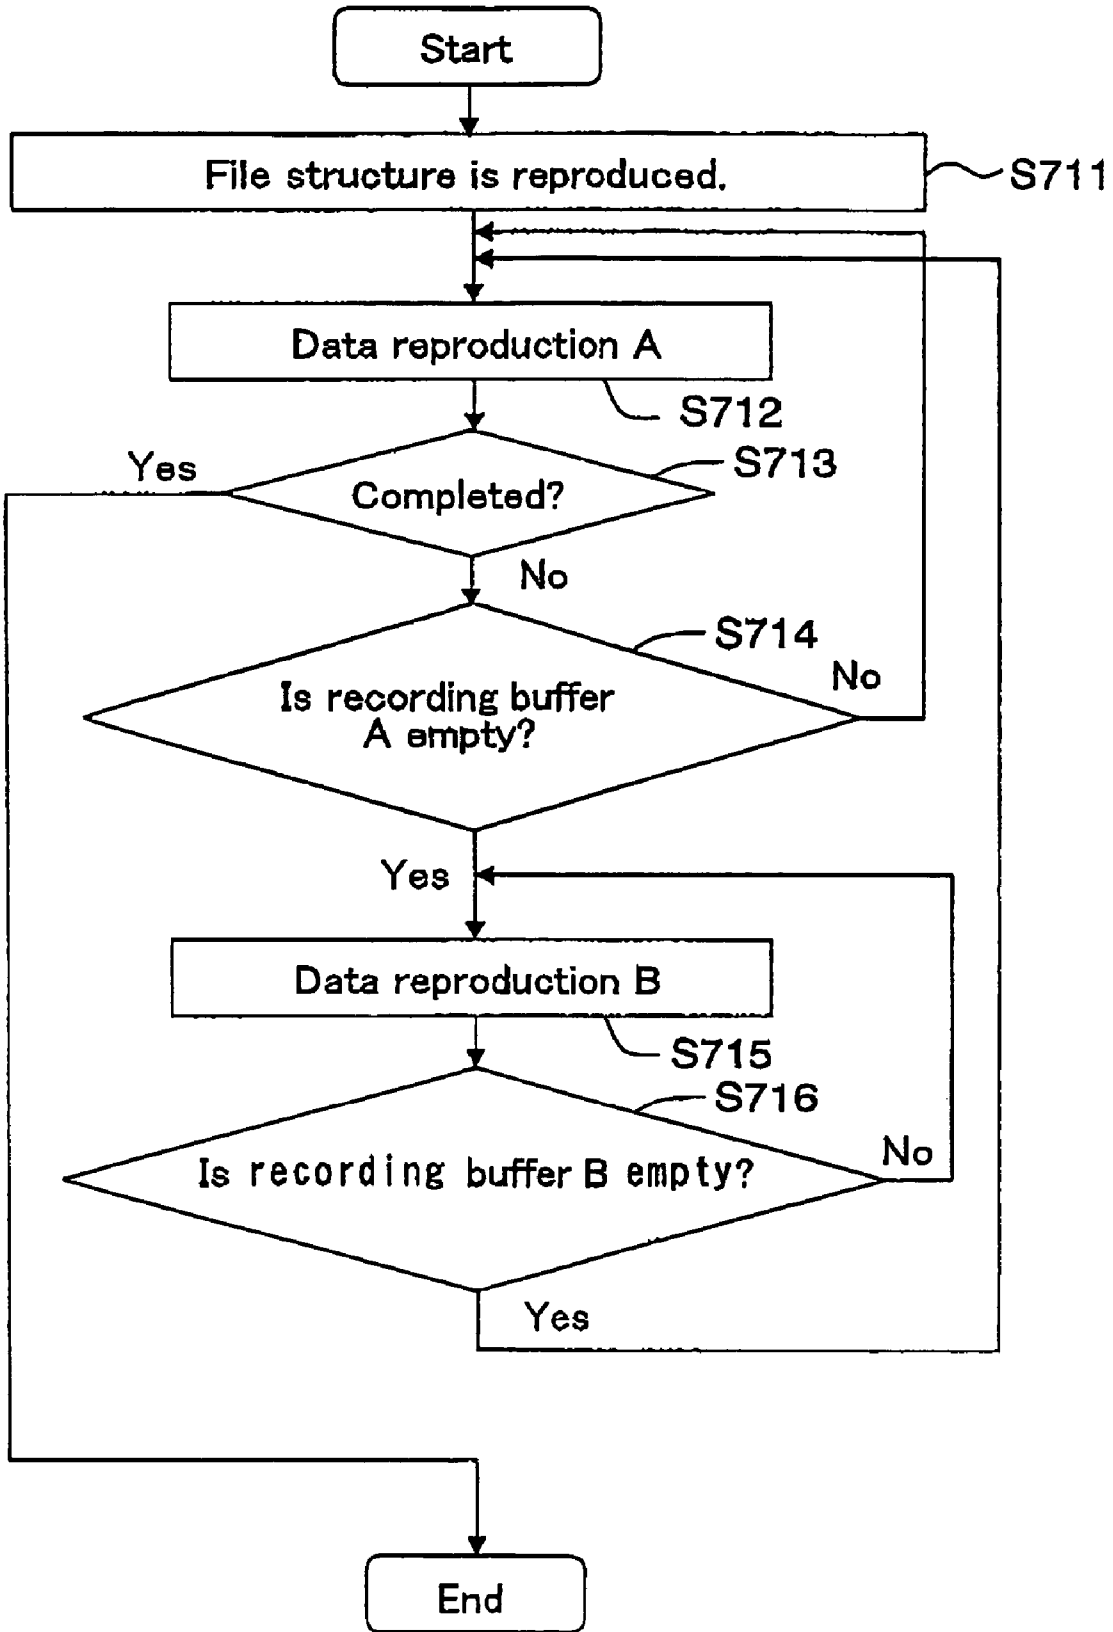 Start
File structure is reproduced.
S711
Data reproduction A
S712
Yes
S713
Completed?
No
S714
No
Is recording buffer
A empty?
Yes
Data reproduction B
S715
S716
No
Is recording buffer B empty?
Yes
End